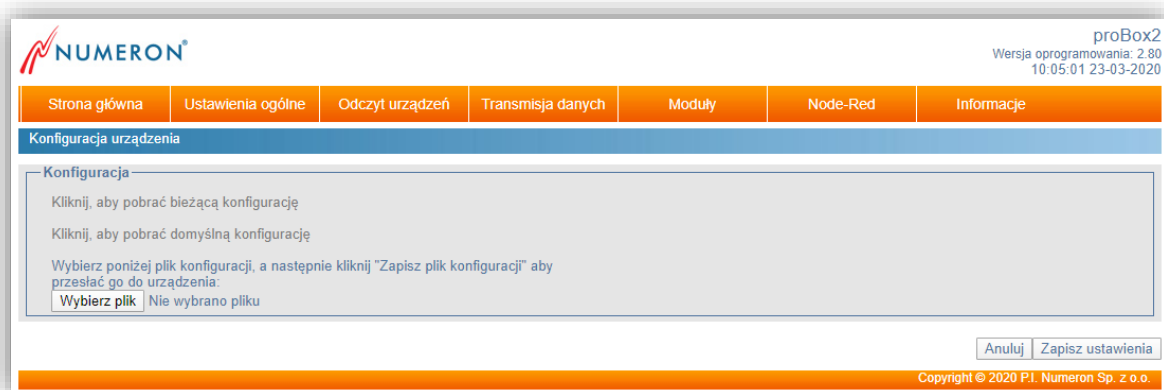 NUMERON®
proBox2
Wersja oprogramowania: 2.80
10:05:01 23-03-2020
Strona główna Ustawienia ogólne Odczyt urządzeń Transmisja danych Moduły Node-Red Informacje
Konfiguracja urządzenia
Konfiguracja
Kliknij, aby pobrać bieżącą konfigurację
Kliknij, aby pobrać domyślną konfigurację
Wybierz poniżej plik konfiguracji, a następnie kliknij "Zapisz plik konfiguracji" aby
przesłać go do urządzenia:
Wybierz plik Nie wybrano pliku
Anuluj Zapisz ustawienia
Copyright © 2020 P.I. Numeron Sp. z o.o.